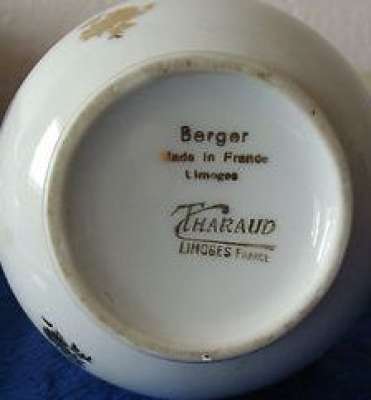 Berger
Made in France
Limoges
THARAUD
LIMOGES FRANCE